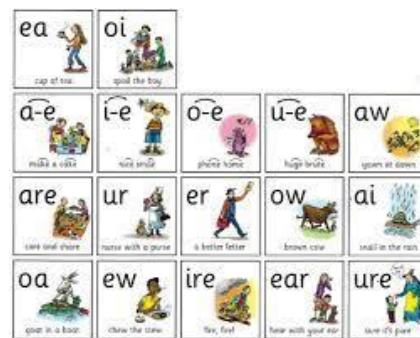 ea
cup of tea
oi
spoil the boy
a-e
make a cake
i-e
nice smile
o-e
phone home
u-e
huge brute
aw
yawn at dawn
are
care and share
ur
nurse with a purse
er
a better letter
ow
brown cow
ai
snail in the rain
oa
goat in a boat
ew
chew the stew
ire
fire, fire!
ear
hear with your ear
ure
sure it's pure